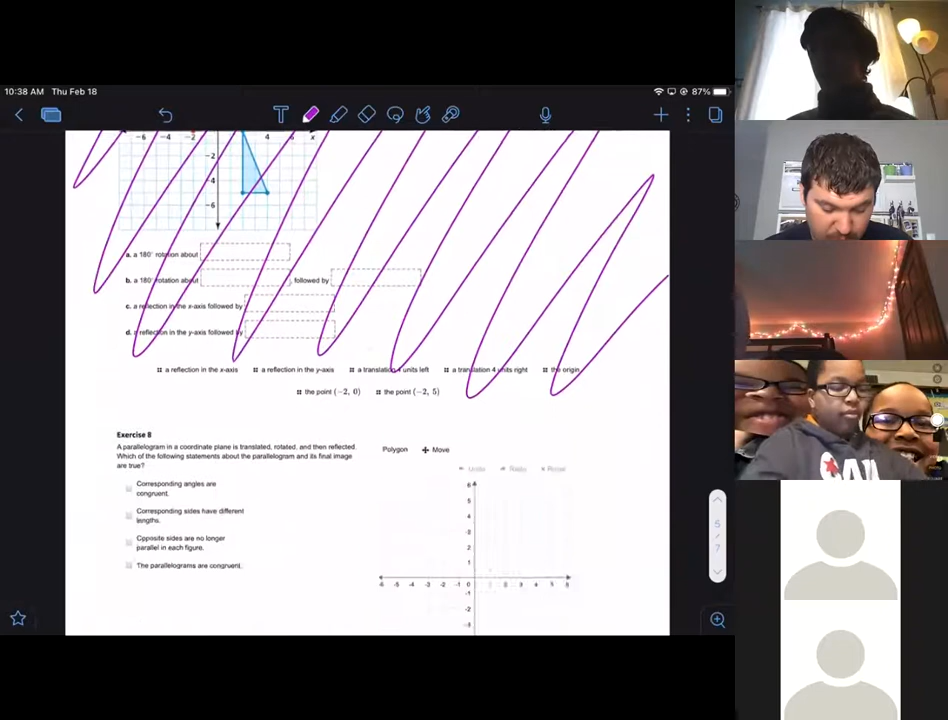 10:38 AM Thu Feb 18
87%
-6 -4 -2 4 x
-2
-4
-6
a. a 180° rotation about
b. a 180° rotation about followed by
c. a reflection in the x-axis followed by
d. a reflection in the y-axis followed by
a reflection in the x-axis a reflection in the y-axis a translation 4 units left a translation 4 units right the origin
the point (−2, 0) the point (−2, 5)
Exercise 8
A parallelogram in a coordinate plane is translated, rotated, and then reflected.
Which of the following statements about the parallelogram and its final image
are true?
Corresponding angles are
congruent.
Corresponding sides have different
lengths.
Opposite sides are no longer
parallel in each figure.
The parallelograms are congruent.
Polygon Move
Undo Redo Reset
6
5
4
3
2
1
-6 -5 -4 -3 -2 -1 0 1 2 3 4 5 6
-1
-2
-3
5
/
7